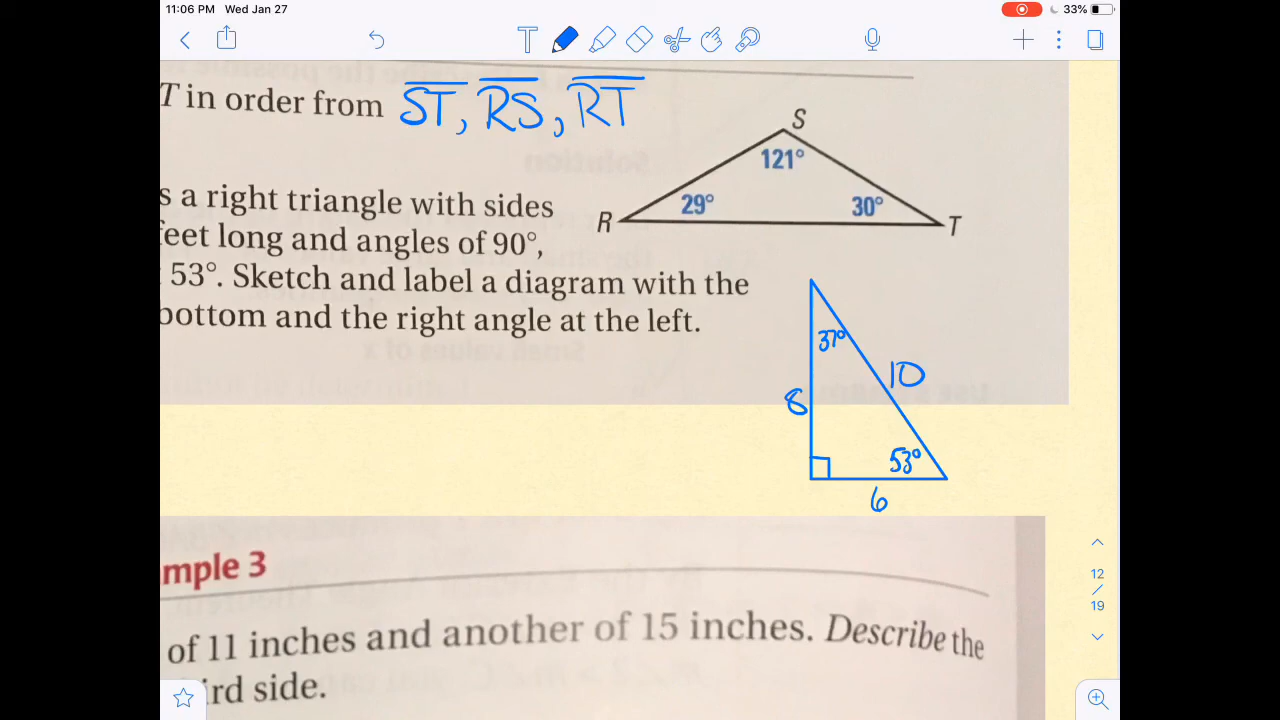 11:06 PM Wed Jan 27
33%
T in order from ST, RS, RT
S
121°
29°
30°
R
T
s a right triangle with sides
feet long and angles of 90°,
53°. Sketch and label a diagram with the
bottom and the right angle at the left.
37°
10
8
53°
6
mple 3
of 11 inches and another of 15 inches. Describe the
ird side.
12
/
19